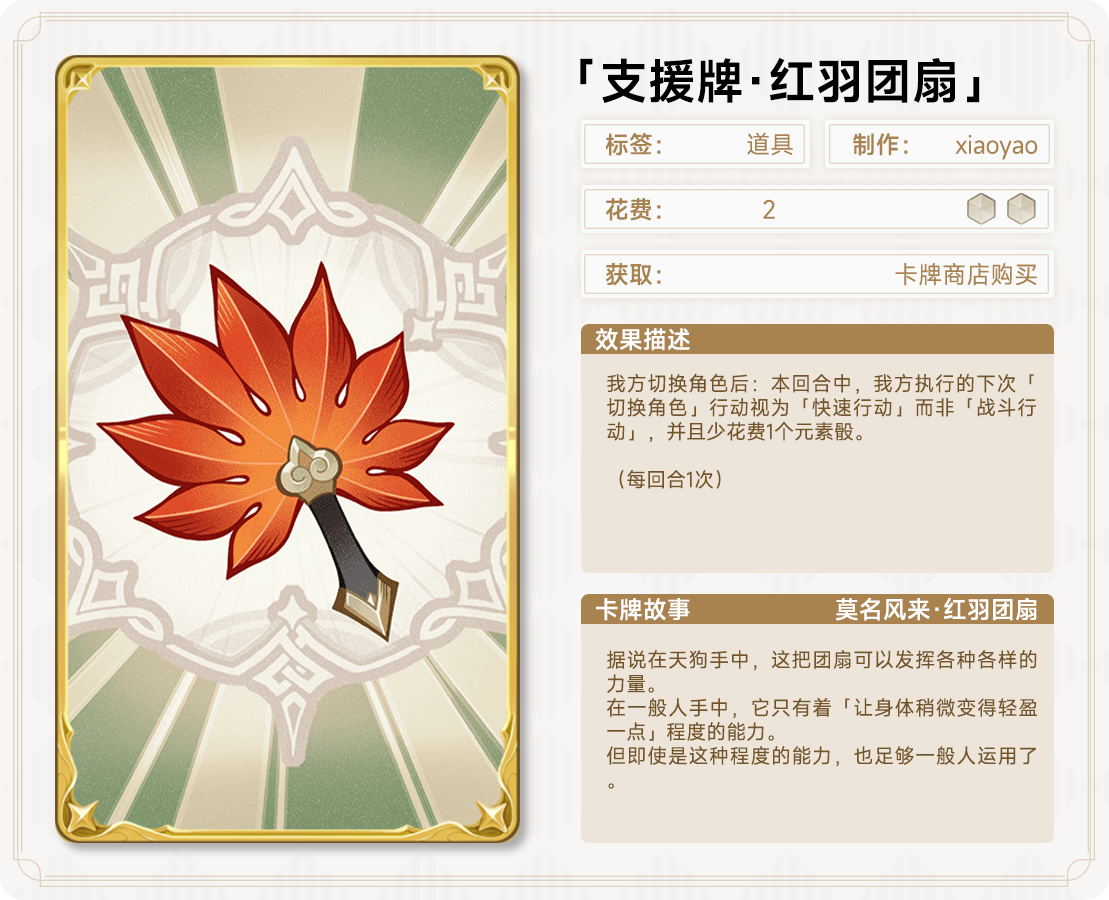 「支援牌·红羽团扇」
标签： 道具
制作： xiaoyao
花费： 2
获取： 卡牌商店购买
效果描述
我方切换角色后：本回合中，我方执行的下次「
切换角色」行动视为「快速行动」而非「战斗行
动」，并且少花费1个元素骰。
（每回合1次）
卡牌故事 莫名风来·红羽团扇
据说在天狗手中，这把团扇可以发挥各种各样的
力量。
在一般人手中，它只有着「让身体稍微变得轻盈
一点」程度的能力。
但即使是这种程度的能力，也足够一般人运用了
。